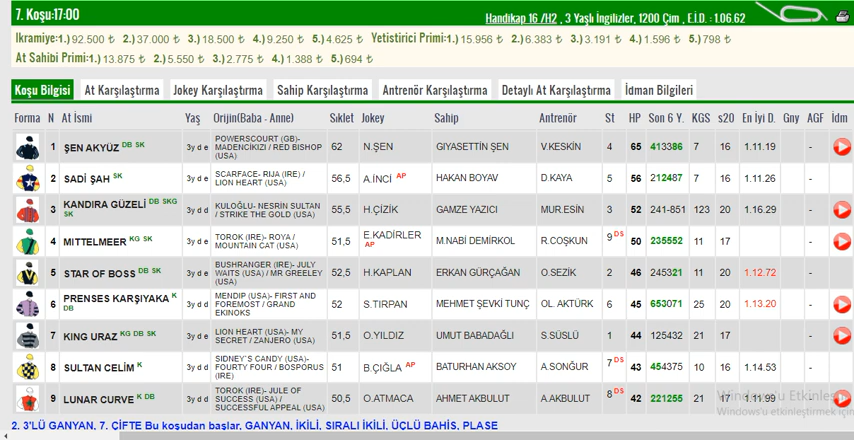 7. Koşu:17:00
Handikap 16 /H2 , 3 Yaşlı İngilizler, 1200 Çim , E.İ.D. : 1.06.62
Ikramiye:1.) 92.500 ₺ 2.) 37.000 ₺ 3.) 18.500 ₺ 4.) 9.250 ₺ 5.) 4.625 ₺ Yetistirici Primi:1.) 15.956 ₺ 2.) 6.383 ₺ 3.) 3.191 ₺ 4.) 1.596 ₺ 5.) 798 ₺
At Sahibi Primi:1.) 13.875 ₺ 2.) 5.550 ₺ 3.) 2.775 ₺ 4.) 1.388 ₺ 5.) 694 ₺
Koşu Bilgisi At Karşılaştırma Jokey Karşılaştırma Sahip Karşılaştırma Antrenör Karşılaştırma Detaylı At Karşılaştırma İdman Bilgileri
Forma N At İsmi Yaş Orijin(Baba - Anne) Sıklet Jokey Sahip Antrenör St HP Son 6 Y. KGS s20 En İyi D. Gny AGF İdm
1 ŞEN AKYÜZ DB SK 3y d e POWERSCOURT (GB)- MADENCİKIZI / RED BISHOP (USA) 62 N.ŞEN GIYASETTİN ŞEN V.KESKİN 4 65 413386 7 16 1.11.19 -
2 SADİ ŞAH SK 3y d e SCARFACE- RIJA (IRE) / LION HEART (USA) 56,5 A.İNCİ AP HAKAN BOYAV D.KAYA 5 56 212487 7 16 1.11.26 -
3 KANDIRA GÜZELİ DB SKG SK 3y d d KULOĞLU- NESRİN SULTAN / STRIKE THE GOLD (USA) 55,5 H.ÇİZİK GAMZE YAZICI MUR.ESİN 3 52 241-851 123 20 1.16.29 -
4 MITTELMEER KG SK 3y d d TOROK (IRE)- ROYA / MOUNTAIN CAT (USA) 51,5 E.KADİRLER AP M.NABİ DEMİRKOL R.COŞKUN 9 DS 50 235552 11 17 -
5 STAR OF BOSS DB SK 3y d e BUSHRANGER (IRE)- JULY WAITS (USA) / MR GREELEY (USA) 52,5 H.KAPLAN ERKAN GÜRÇAĞAN O.SEZİK 2 46 245321 11 20 1.12.72 -
6 PRENSES KARŞIYAKA K DB 3y d d MENDIP (USA)- FIRST AND FOREMOST / GRAND EKINOKS 52 S.TIRPAN MEHMET ŞEVKİ TUNÇ OL. AKTÜRK 6 45 653071 25 20 1.13.20 -
7 KING URAZ KG DB SK 3y d e LION HEART (USA)- MY SECRET / ZANJERO (USA) 51,5 O.YILDIZ UMUT BABADAĞLI S.SÜSLÜ 1 44 125432 21 17 -
8 SULTAN CELİM K 3y d e SIDNEY'S CANDY (USA)- FOURTY FOUR / BOSPORUS (IRE) 51 B.ÇIĞLA AP BATURHAN AKSOY A.SONĞUR 7 DS 43 454375 10 16 1.14.53 -
9 LUNAR CURVE K DB 3y d d TOROK (IRE)- JULE OF SUCCESS (USA) / SUCCESSFUL APPEAL (USA) 50,5 O.ATMACA AHMET AKBULUT A.AKBULUT 8 DS 42 221255 21 17 1.11.99 -
Windows'u Etkinleş
Windows'u etkinleştirmek için
2. 3'LÜ GANYAN, 7. ÇİFTE Bu koşudan başlar, GANYAN, İKİLİ, SIRALI İKİLİ, ÜÇLÜ BAHİS, PLASE